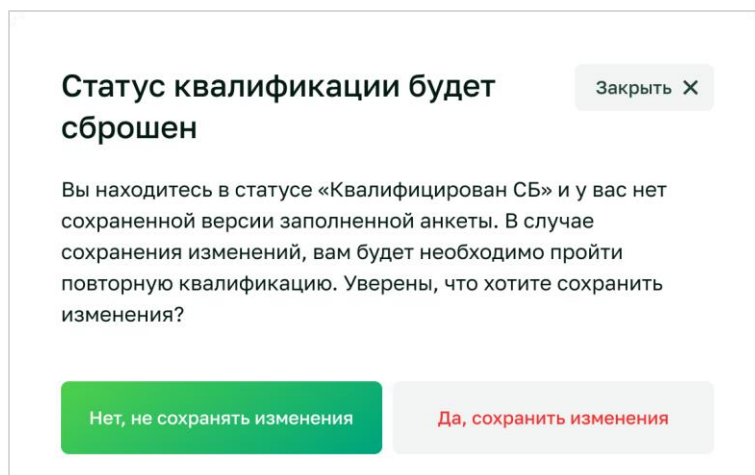 Статус квалификации будет
сброшен
Закрыть ×
Вы находитесь в статусе «Квалифицирован СБ» и у вас нет
сохраненной версии заполненной анкеты. В случае
сохранения изменений, вам будет необходимо пройти
повторную квалификацию. Уверены, что хотите сохранить
изменения?
Нет, не сохранять изменения
Да, сохранить изменения